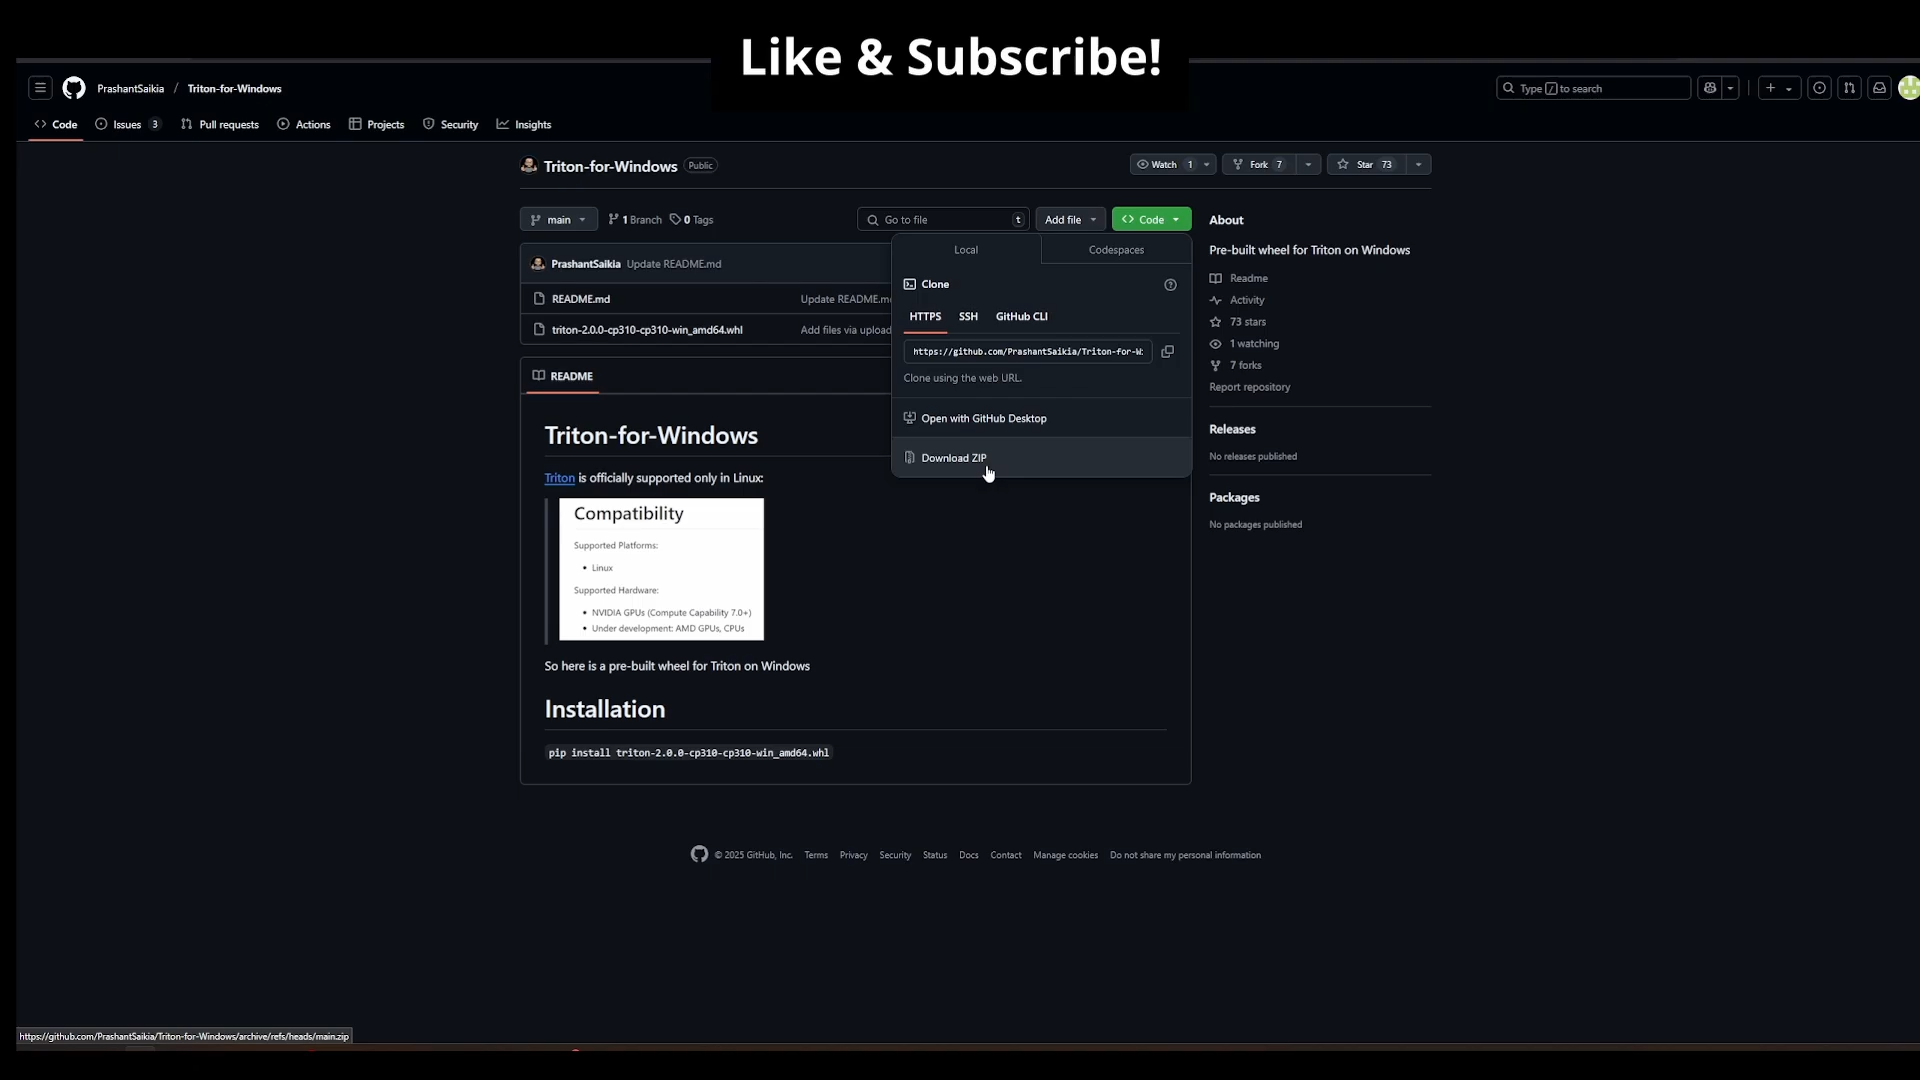 Like & Subscribe!
PrashantSaikia / Triton-for-Windows
Type / to search
Code Issues 3 Pull requests Actions Projects Security Insights
Triton-for-Windows Public
Watch 1 Fork 7 Star 73
main 1 Branch 0 Tags
Go to file t
Add file
Code
PrashantSaikia Update README.md
README.md Update README.m
triton-2.0.0-cp310-cp310-win_amd64.whl Add files via upload
Local Codespaces
Clone
HTTPS SSH GitHub CLI
https://github.com/PrashantSaikia/Triton-for-W
Clone using the web URL.
Open with GitHub Desktop
Download ZIP
README
Triton-for-Windows
Triton is officially supported only in Linux:
Compatibility
Supported Platforms:
• Linux
Supported Hardware:
• NVIDIA GPUs (Compute Capability 7.0+)
• Under development: AMD GPUs, CPUs
So here is a pre-built wheel for Triton on Windows
Installation
pip install triton-2.0.0-cp310-cp310-win_amd64.whl
About
Pre-built wheel for Triton on Windows
Readme
Activity
73 stars
1 watching
7 forks
Report repository
Releases
No releases published
Packages
No packages published
© 2025 GitHub, Inc. Terms Privacy Security Status Docs Contact Manage cookies Do not share my personal information
https://github.com/PrashantSaikia/Triton-for-Windows/archive/refs/heads/main.zip